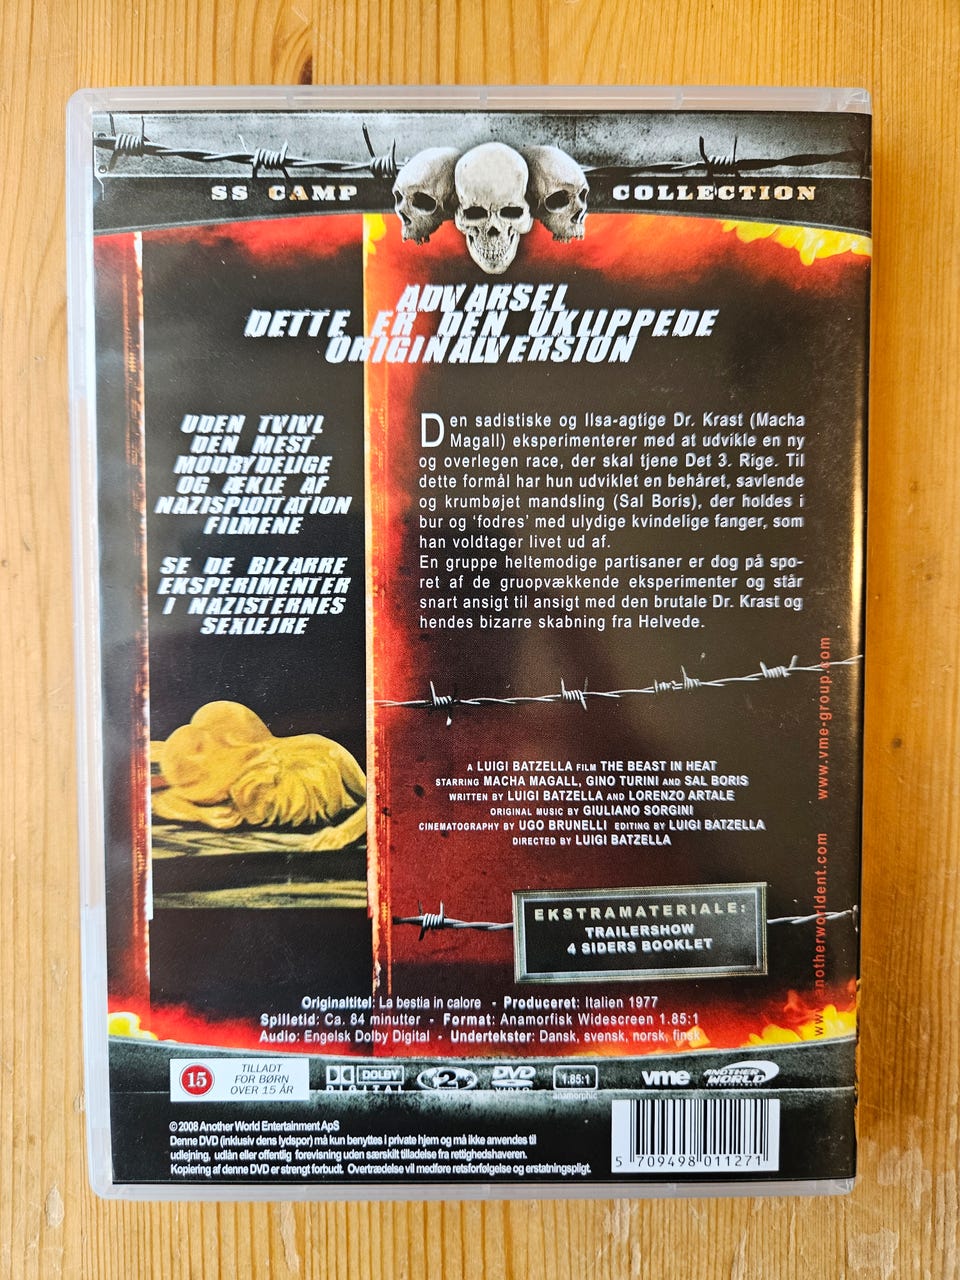 SS CAMP COLLECTION
ADVARSEL
DETTE ER DEN UKLIPPEDE
ORIGINALVERSION
UDEN TVIVL
DEN MEST
MODBYDELIGE
OG ÆKLE AF
NAZISPLOITATION
FILMENE
SE DE BIZARRE
EKSPERIMENTER
I NAZISTERNES
SEXLEJRE
Den sadistiske og Ilsa-agtige Dr. Krast (Macha
Magall) eksperimenterer med at udvikle en ny
og overlegen race, der skal tjene Det 3. Rige. Til
dette formål har hun udviklet en behåret, savlende
og krumbøjet mandsling (Sal Boris), der holdes i
bur og ‘fodres’ med ulydige kvindelige fanger, som
han voldtager livet ud af.
En gruppe heltemodige partisaner er dog på spo-
ret af de gruopvækkende eksperimenter og står
snart ansigt til ansigt med den brutale Dr. Krast og
hendes bizarre skabning fra Helvede.
A LUIGI BATZELLA FILM THE BEAST IN HEAT
STARRING MACHA MAGALL, GINO TURINI AND SAL BORIS
WRITTEN BY LUIGI BATZELLA AND LORENZO ARTALE
ORIGINAL MUSIC BY GIULIANO SORGINI
CINEMATOGRAPHY BY UGO BRUNELLI EDITING BY LUIGI BATZELLA
DIRECTED BY LUIGI BATZELLA
EKSTRAMATERIALE:
TRAILERSHOW
4 SIDERS BOOKLET
www.anotherworldent.com www.vme-group.com
Originaltitel: La bestia in calore - Produceret: Italien 1977
Spilletid: Ca. 84 minutter - Format: Anamorfisk Widescreen 1.85:1
Audio: Engelsk Dolby Digital - Undertekster: Dansk, svensk, norsk, finsk
15
TILLADT
FOR BØRN
OVER 15 ÅR
DOLBY
DIGITAL
2
DVD
VIDEO
1.85:1
anamorphic
vme
ANOTHER
WORLD
© 2008 Another World Entertainment ApS
Denne DVD (inklusiv dens lydspor) må kun benyttes i private hjem og må ikke anvendes til
udlejning, udlån eller offentlig forevisning uden særskilt tilladelse fra rettighedshaveren.
Kopiering af denne DVD er strengt forbudt. Overtrædelse vil medføre retsforfølgelse og erstatningspligt.
5 709498 011271